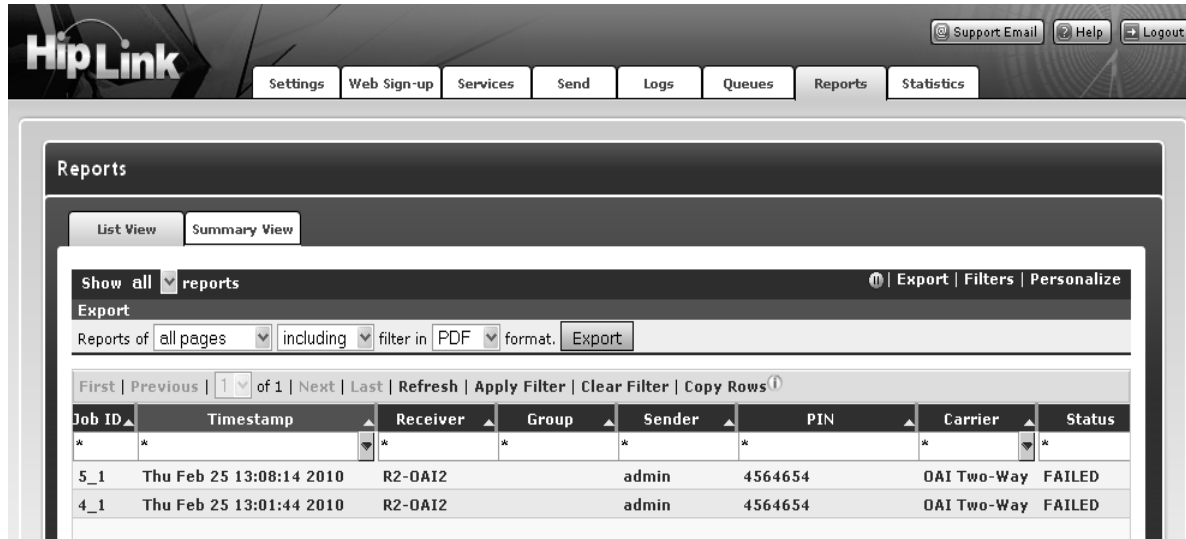 Support Email Help Logout
HipLink
Settings Web Sign-up Services Send Logs Queues Reports Statistics
Reports
List View Summary View
Show all reports | Export | Filters | Personalize
Export
Reports of all pages including filter in PDF format. Export
First | Previous | 1 of 1 | Next | Last | Refresh | Apply Filter | Clear Filter | Copy Rows
Job ID Timestamp Receiver Group Sender PIN Carrier Status
* * * * * * * *
5_1 Thu Feb 25 13:08:14 2010 R2-OAI2 admin 4564654 OAI Two-Way FAILED
4_1 Thu Feb 25 13:01:44 2010 R2-OAI2 admin 4564654 OAI Two-Way FAILED